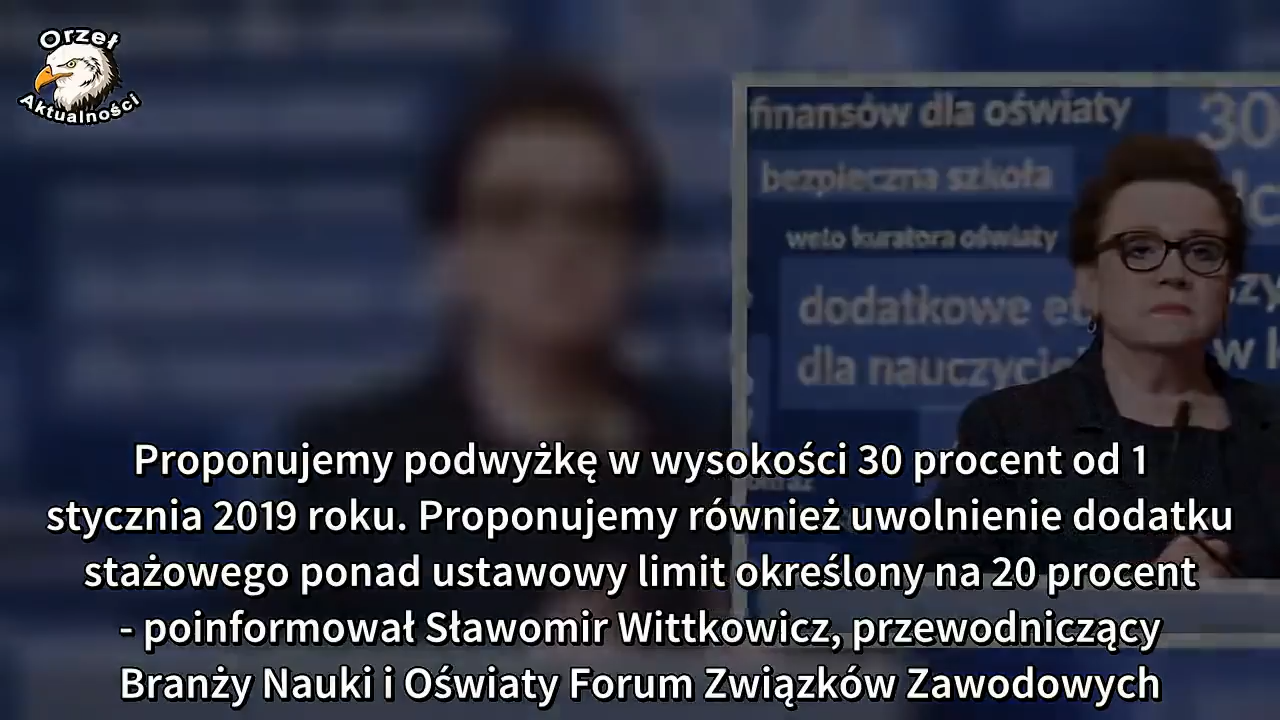 Orzeł
Aktualności
finansów dla oświaty
30
bezpieczna szkoła
weto kuratora oświaty
dodatkowe et
dla nauczycie
w k
Proponujemy podwyżkę w wysokości 30 procent od 1
stycznia 2019 roku. Proponujemy również uwolnienie dodatku
stażowego ponad ustawowy limit określony na 20 procent
- poinformował Sławomir Wittkowicz, przewodniczący
Branży Nauki i Oświaty Forum Związków Zawodowych